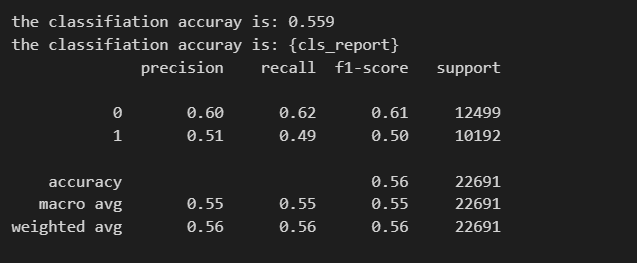 the classifiation accuray is: 0.559
the classifiation accuray is: {cls_report}
precision recall f1-score support
0 0.60 0.62 0.61 12499
1 0.51 0.49 0.50 10192
accuracy 0.56 22691
macro avg 0.55 0.55 0.55 22691
weighted avg 0.56 0.56 0.56 22691